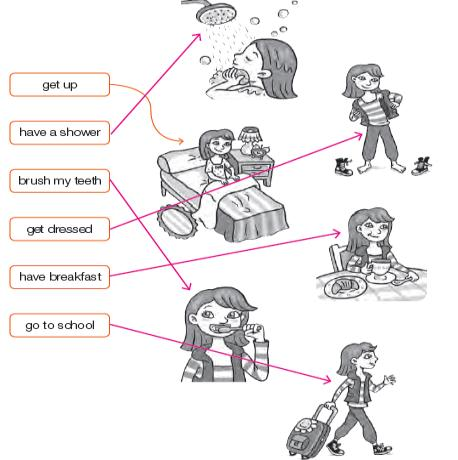 get up
have a shower
brush my teeth
get dressed
have breakfast
go to school